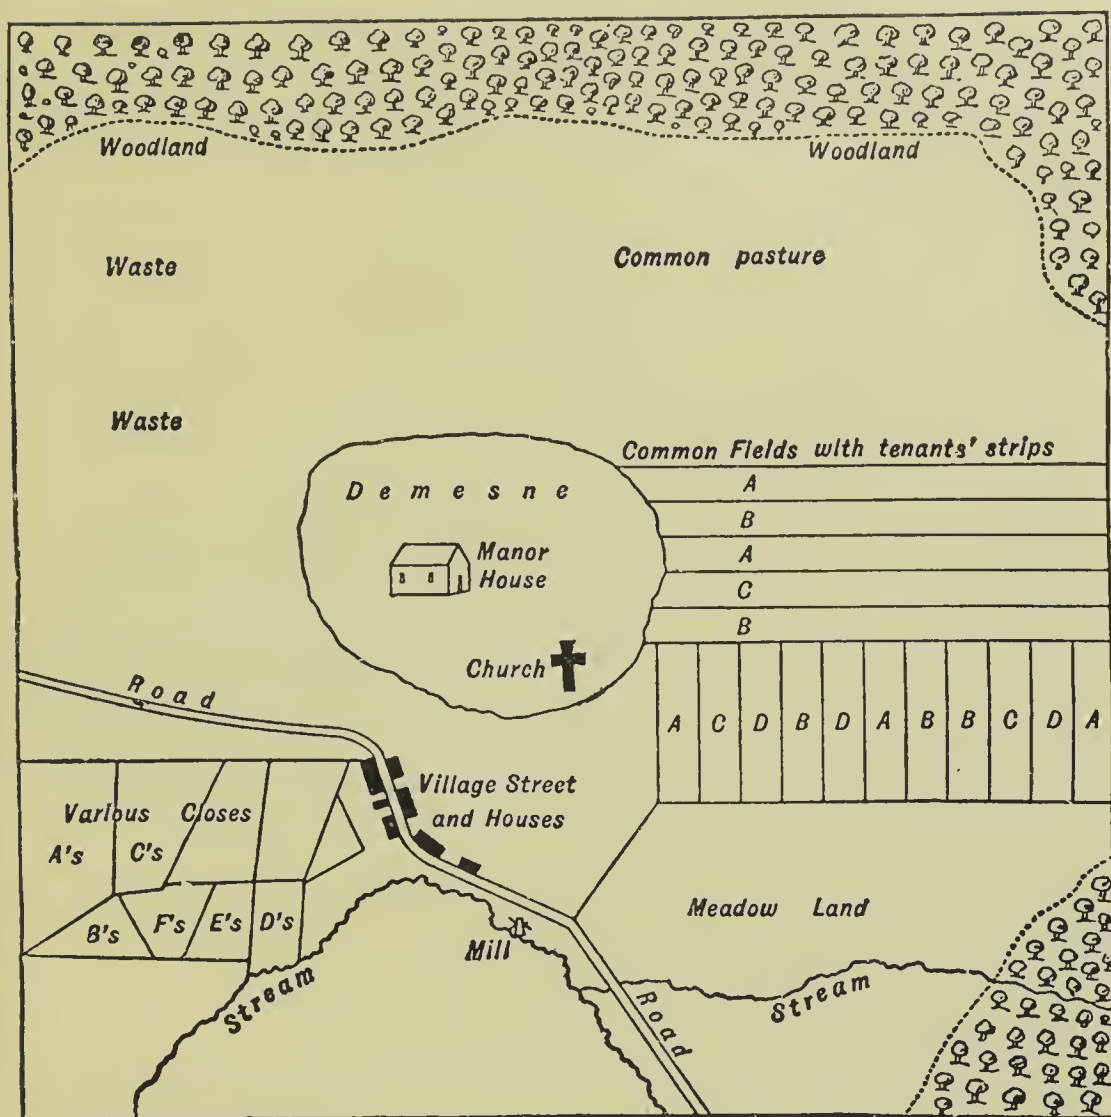 Woodland
Woodland
Waste
Common pasture
Waste
Common Fields with tenants' strips
Demesne
A
B
A
C
B
Manor
House
Church
Road
A C D B D A B B C D A
Village Street
and Houses
Various Closes
A's C's
B's F's E's D's
Meadow Land
Mill
Stream
Stream
Road